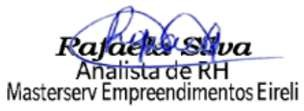 Rafaela Silva
Analista de RH
Masterserv Empreendimentos Eireli